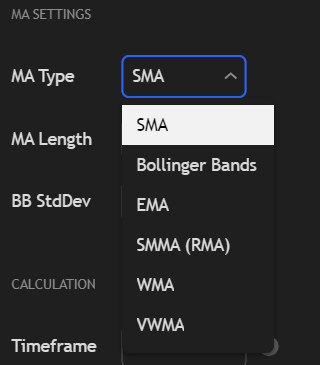 MA SETTINGS
MA Type
SMA
SMA
MA Length
Bollinger Bands
BB StdDev
EMA
SMMA (RMA)
CALCULATION
WMA
VWMA
Timeframe